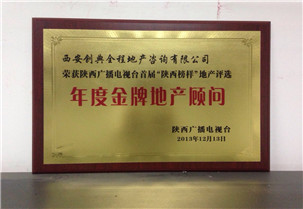 西安创典全程地产咨询有限公司
荣获陕西广播电视台首届“陕西榜样”地产评选
年度金牌地产顾问
陕西广播电视台
2013年12月13日